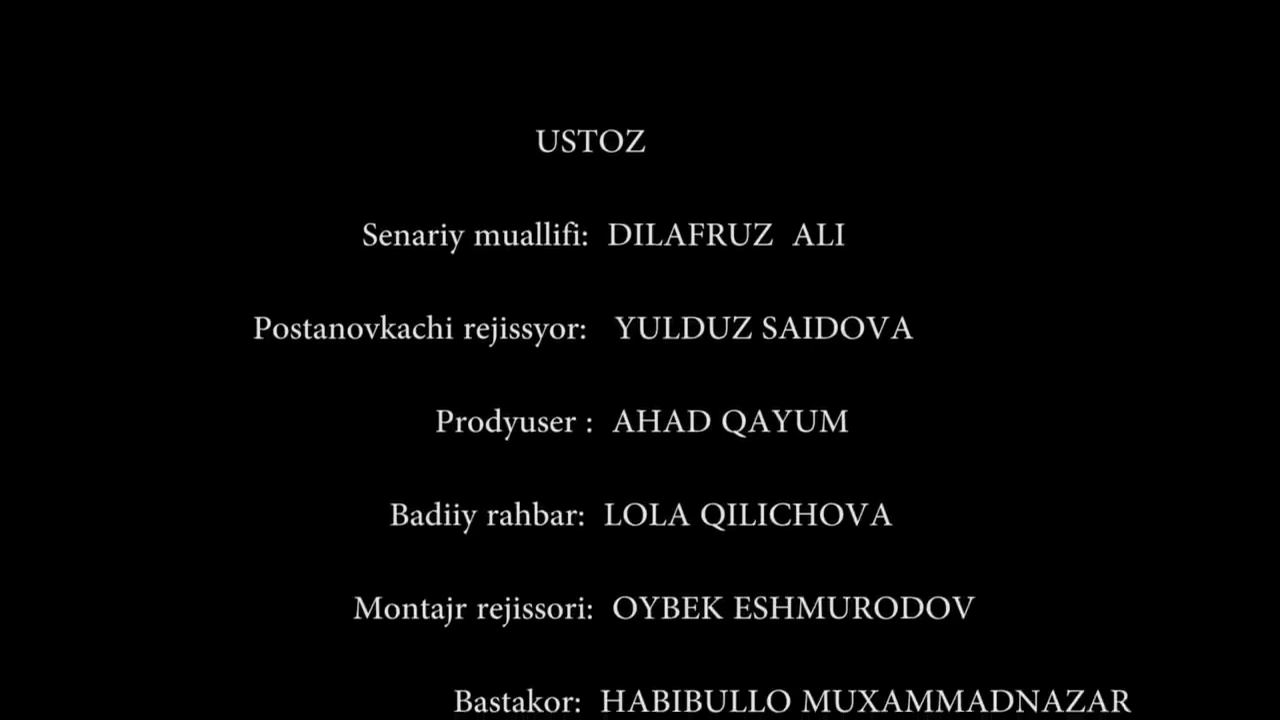 USTOZ
Senariy muallifi: DILAFRUZ ALI
Postanovkachi rejissyor: YULDUZ SAIDOVA
Prodyuser : AHAD QAYUM
Badiiy rahbar: LOLA QILICHOVA
Montajr rejissori: OYBEK ESHMURODOV
Bastakor: HABIBULLO MUXAMMADNAZAR